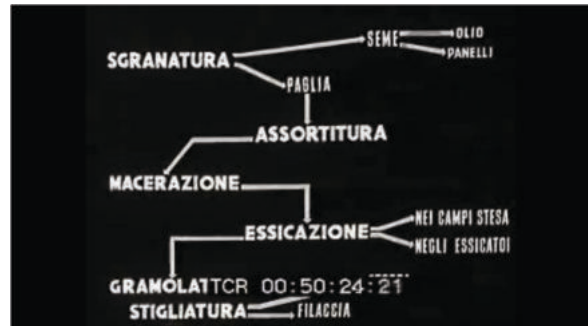 SEME
OLIO
PANELLI
SGRANATURA
PAGLIA
ASSORTITURA
MACERAZIONE
ESSICAZIONE
NEI CAMPI STESA
NEGLI ESSICATOI
GRAMOLAT
TCR 00:50:24:21
STIGLIATURA
FILACCIA